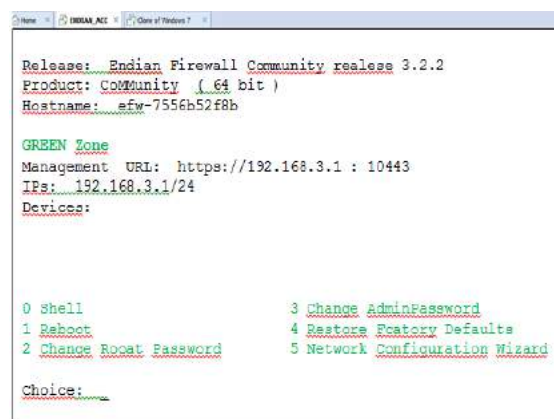 Home × ENDIAN_ACC × Clone of Windows 7 ×
Release: Endian Firewall Community realese 3.2.2
Product: CoMMunity ( 64 bit )
Hostname: efw-7556b52f8b
GREEN Zone
Management URL: https://192.168.3.1 : 10443
IPs: 192.168.3.1/24
Devices:
0 Shell 3 Change AdminPassword
1 Reboot 4 Restore Fcatory Defaults
2 Change Rooat Password 5 Network Configuration Wizard
Choice: _